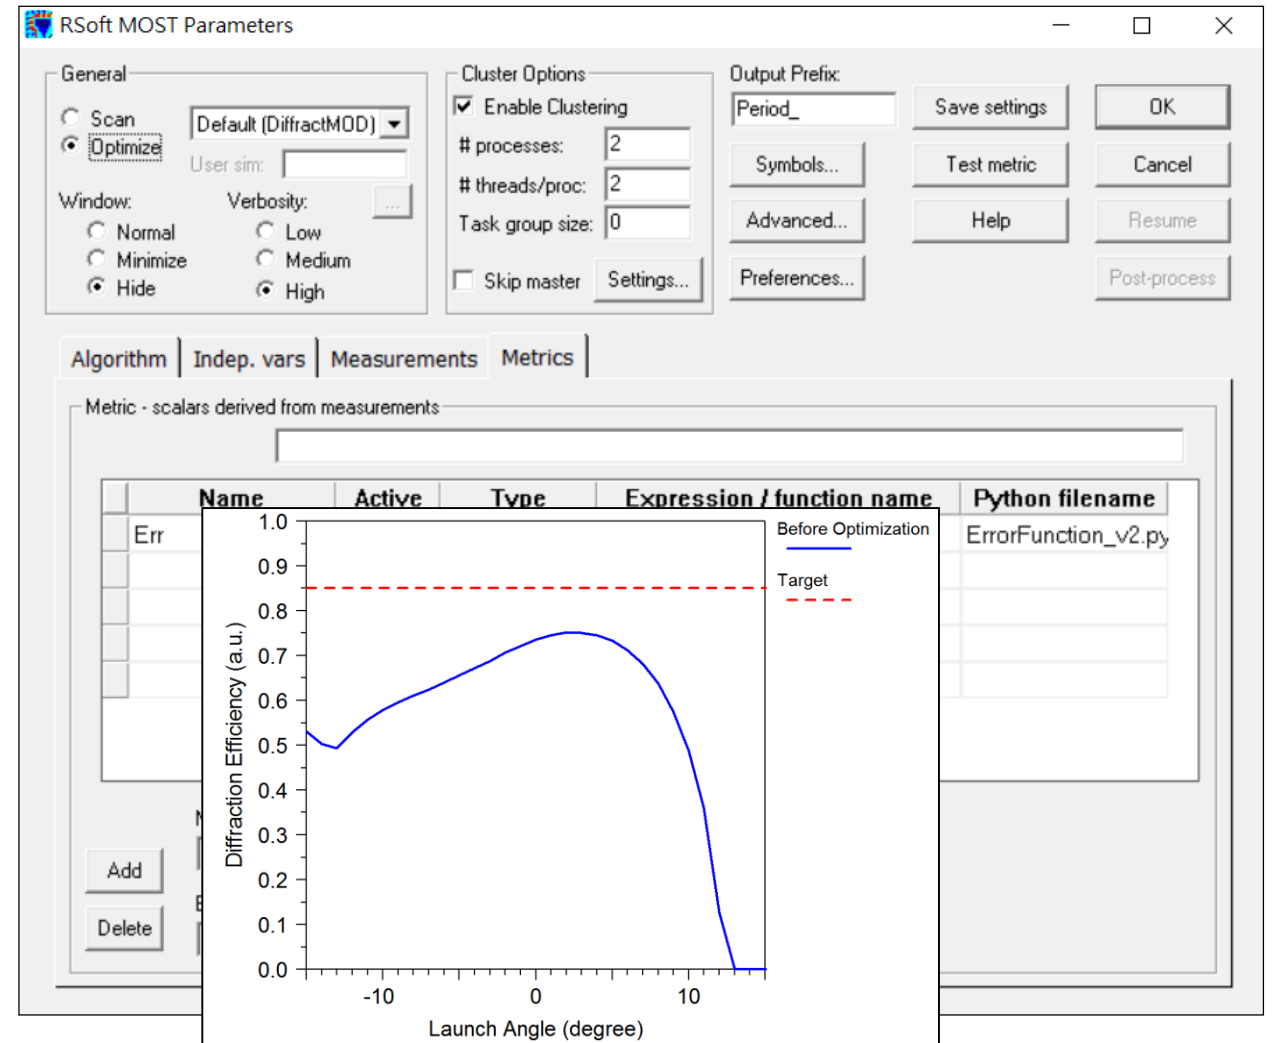 RSoft MOST Parameters
General
Scan
Optimize
Default (DiffractMOD)
User sim:
Window:
Verbosity:
...
Normal
Low
Minimize
Medium
Hide
High
Cluster Options
Enable Clustering
# processes: 2
# threads/proc: 2
Task group size: 0
Skip master
Settings...
Output Prefix:
Period_
Save settings
OK
Symbols...
Test metric
Cancel
Advanced...
Help
Resume
Preferences...
Post-process
Algorithm
Indep. vars
Measurements
Metrics
Metric - scalars derived from measurements
Name Active Type Expression / function name Python filename
Err
ErrorFunction_v2.py
Add
Delete
Before Optimization
Target
1.0
0.9
0.8
0.7
0.6
0.5
0.4
0.3
0.2
0.1
0.0
Diffraction Efficiency (a.u.)
-10 0 10
Launch Angle (degree)